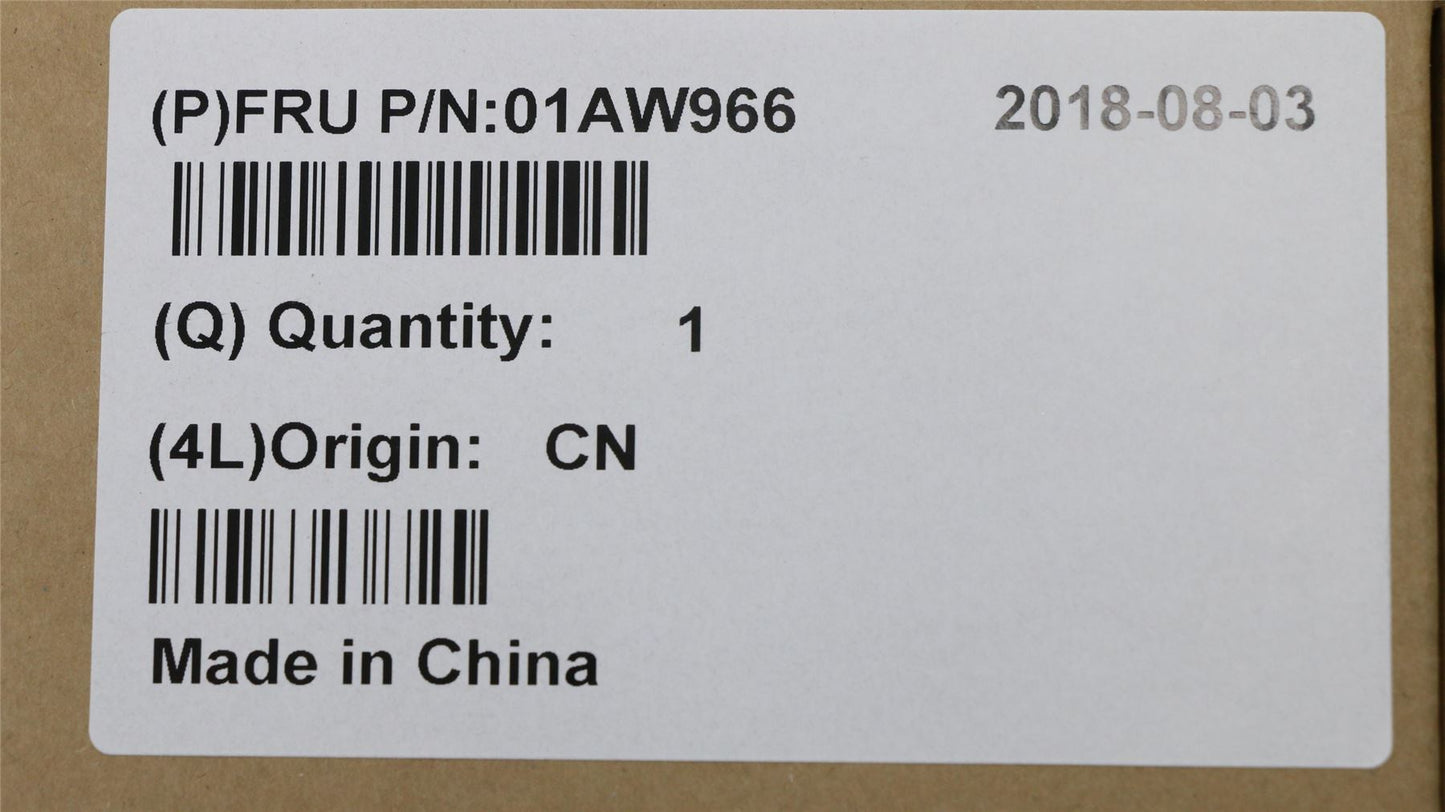 (P)FRU P/N:01AW966 2018-08-03
(Q) Quantity: 1
(4L)Origin: CN
Made in China